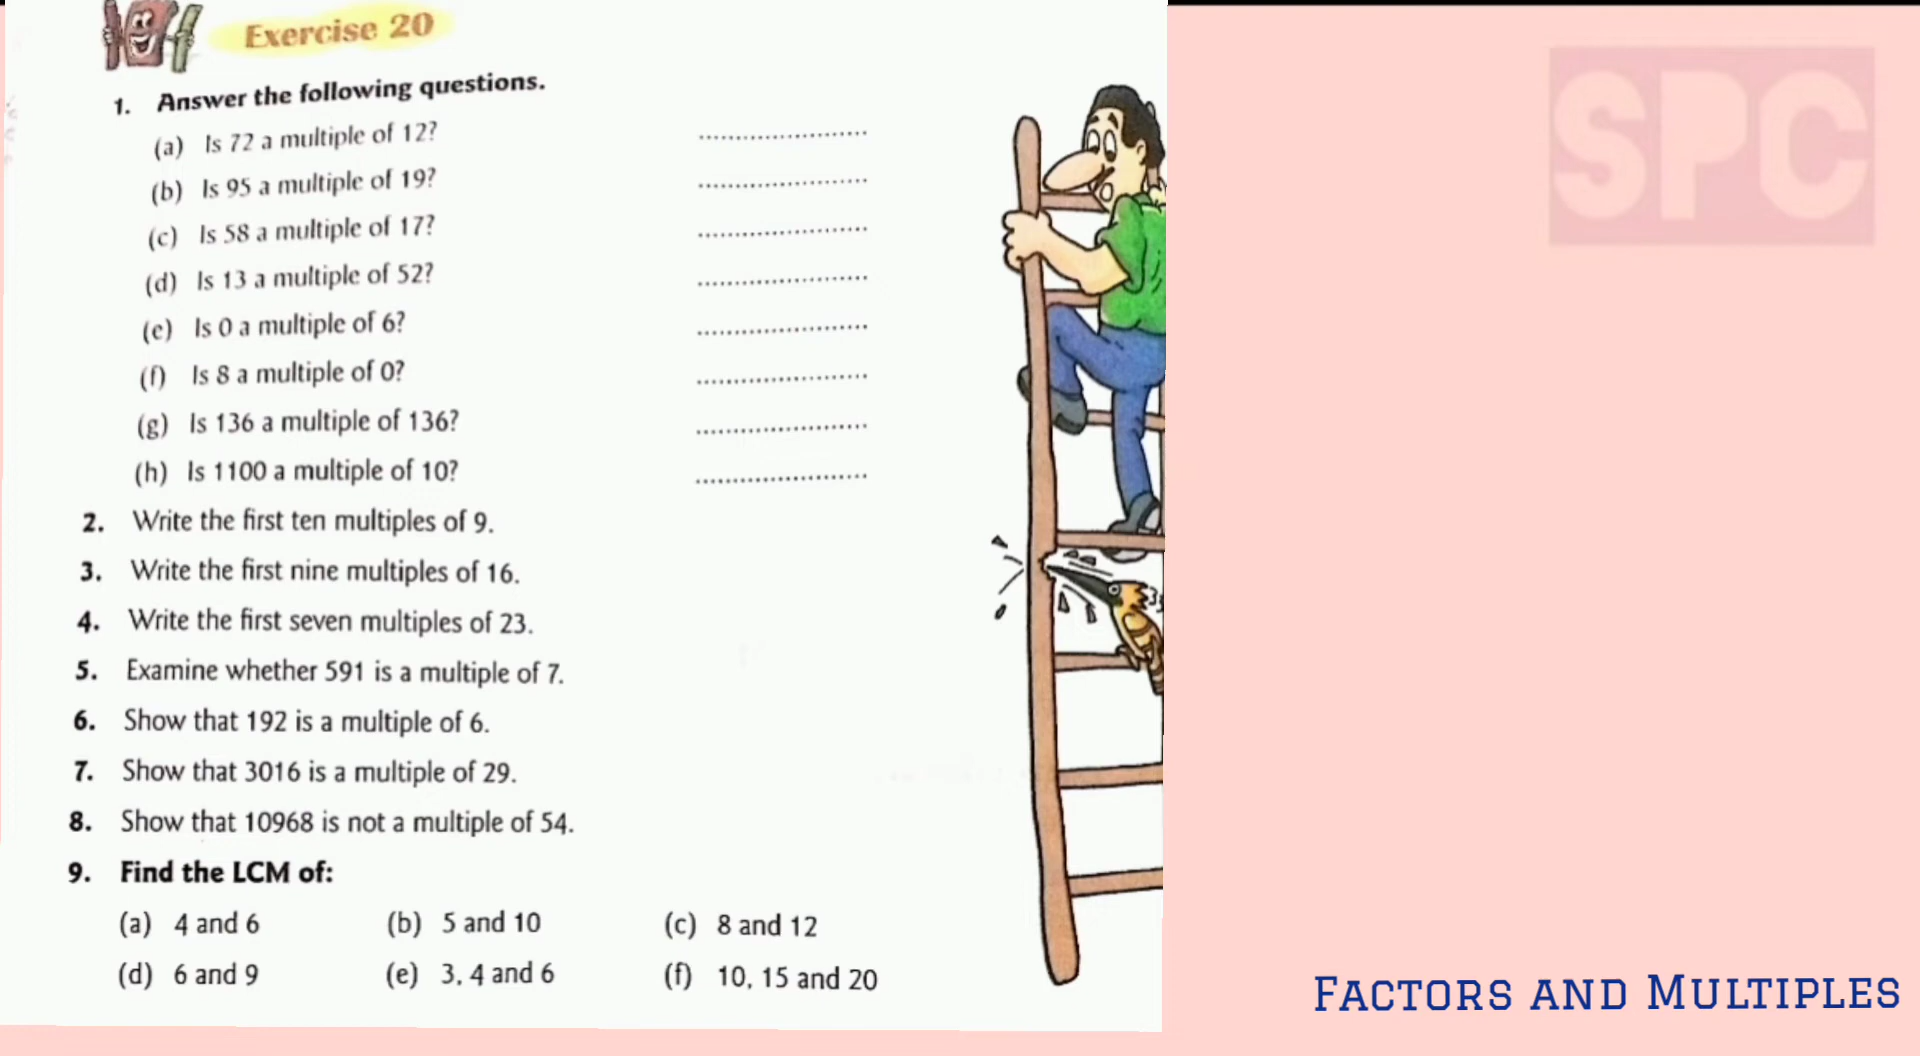 Exercise 20
1. Answer the following questions.
(a) Is 72 a multiple of 12? ........................
(b) Is 95 a multiple of 19? ........................
(c) Is 58 a multiple of 17? ........................
(d) Is 13 a multiple of 52? ........................
(e) Is 0 a multiple of 6? ........................
(f) Is 8 a multiple of 0? ........................
(g) Is 136 a multiple of 136? ........................
(h) Is 1100 a multiple of 10? ........................
2. Write the first ten multiples of 9.
3. Write the first nine multiples of 16.
4. Write the first seven multiples of 23.
5. Examine whether 591 is a multiple of 7.
6. Show that 192 is a multiple of 6.
7. Show that 3016 is a multiple of 29.
8. Show that 10968 is not a multiple of 54.
9. Find the LCM of:
(a) 4 and 6 (b) 5 and 10 (c) 8 and 12
(d) 6 and 9 (e) 3, 4 and 6 (f) 10, 15 and 20
SPC
Factors and Multiples